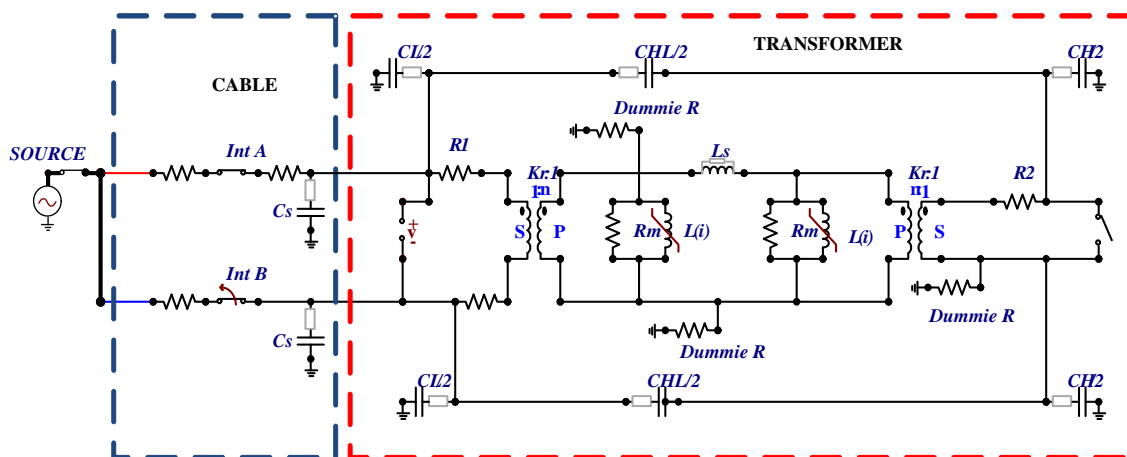 TRANSFORMER
CL/2
CHL/2
CH/2
CABLE
Dummie R
SOURCE
Int A
R1
Ls
Kr:1
1:n
Kr:1
n:1
R2
Cs
+
v
-
S
P
Rm
L(i)
Rm
L(i)
P
S
Int B
Dummie R
Cs
Dummie R
CL/2
CHL/2
CH/2